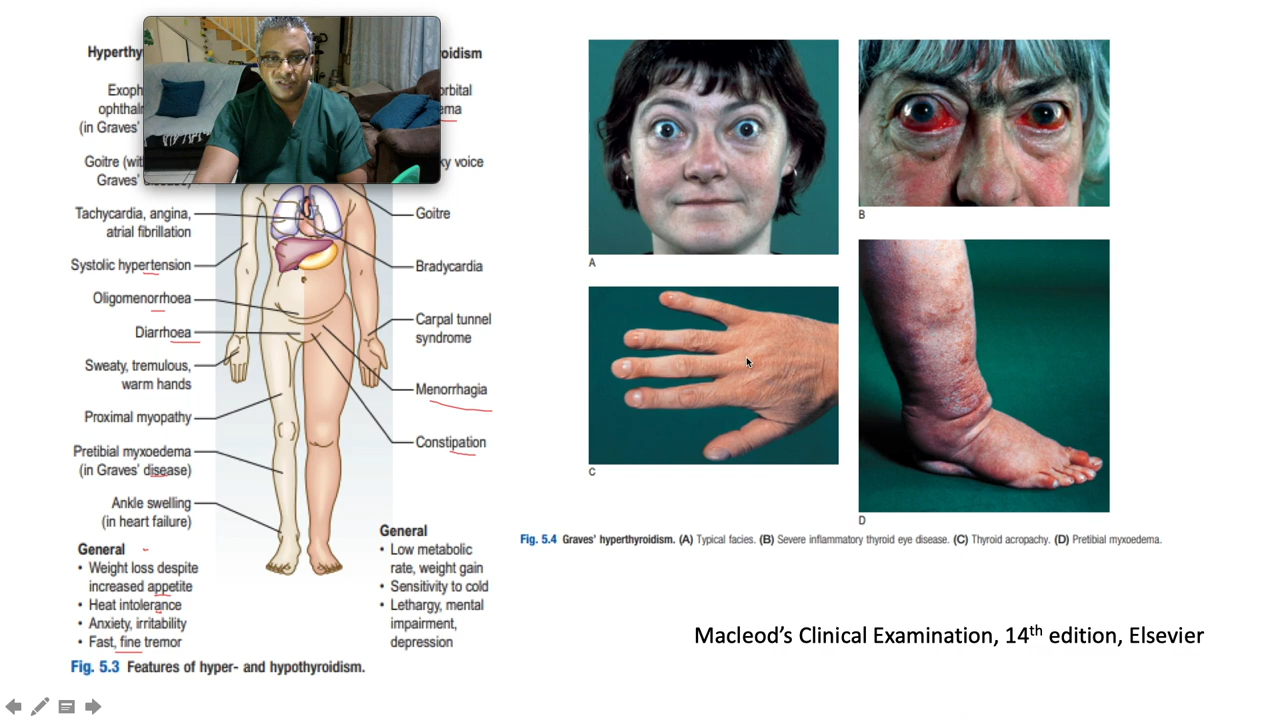 Hyperthy
Exoph
ophthaln
(in Graves'
Goitre (wit
Graves'
Tachycardia, angina,
atrial fibrillation
Systolic hypertension
Oligomenorrhoea
Diarrhoea
Sweaty, tremulous,
warm hands
Proximal myopathy
Pretibial myxoedema
(in Graves' disease)
Ankle swelling
(in heart failure)
General
• Weight loss despite
increased appetite
• Heat intolerance
• Anxiety, irritability
• Fast, fine tremor
roidism
orbital
ema
ky voice
Goitre
Bradycardia
Carpal tunnel
syndrome
Menorrhagia
Constipation
General
• Low metabolic
rate, weight gain
• Sensitivity to cold
• Lethargy, mental
impairment,
depression
Fig. 5.3 Features of hyper- and hypothyroidism.
A
B
C
D
Fig. 5.4 Graves' hyperthyroidism. (A) Typical facies. (B) Severe inflammatory thyroid eye disease. (C) Thyroid acropachy. (D) Pretibial myxoedema.
Macleod's Clinical Examination, 14th edition, Elsevier